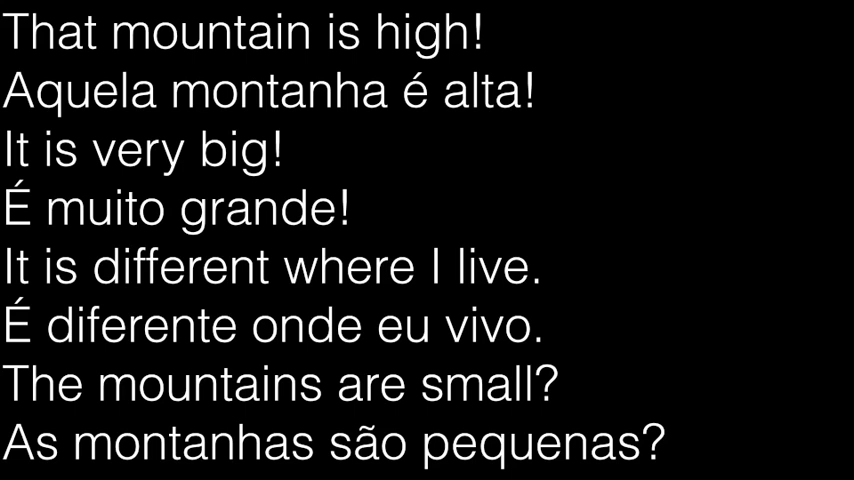 That mountain is high!
Aquela montanha é alta!
It is very big!
É muito grande!
It is different where I live.
É diferente onde eu vivo.
The mountains are small?
As montanhas são pequenas?